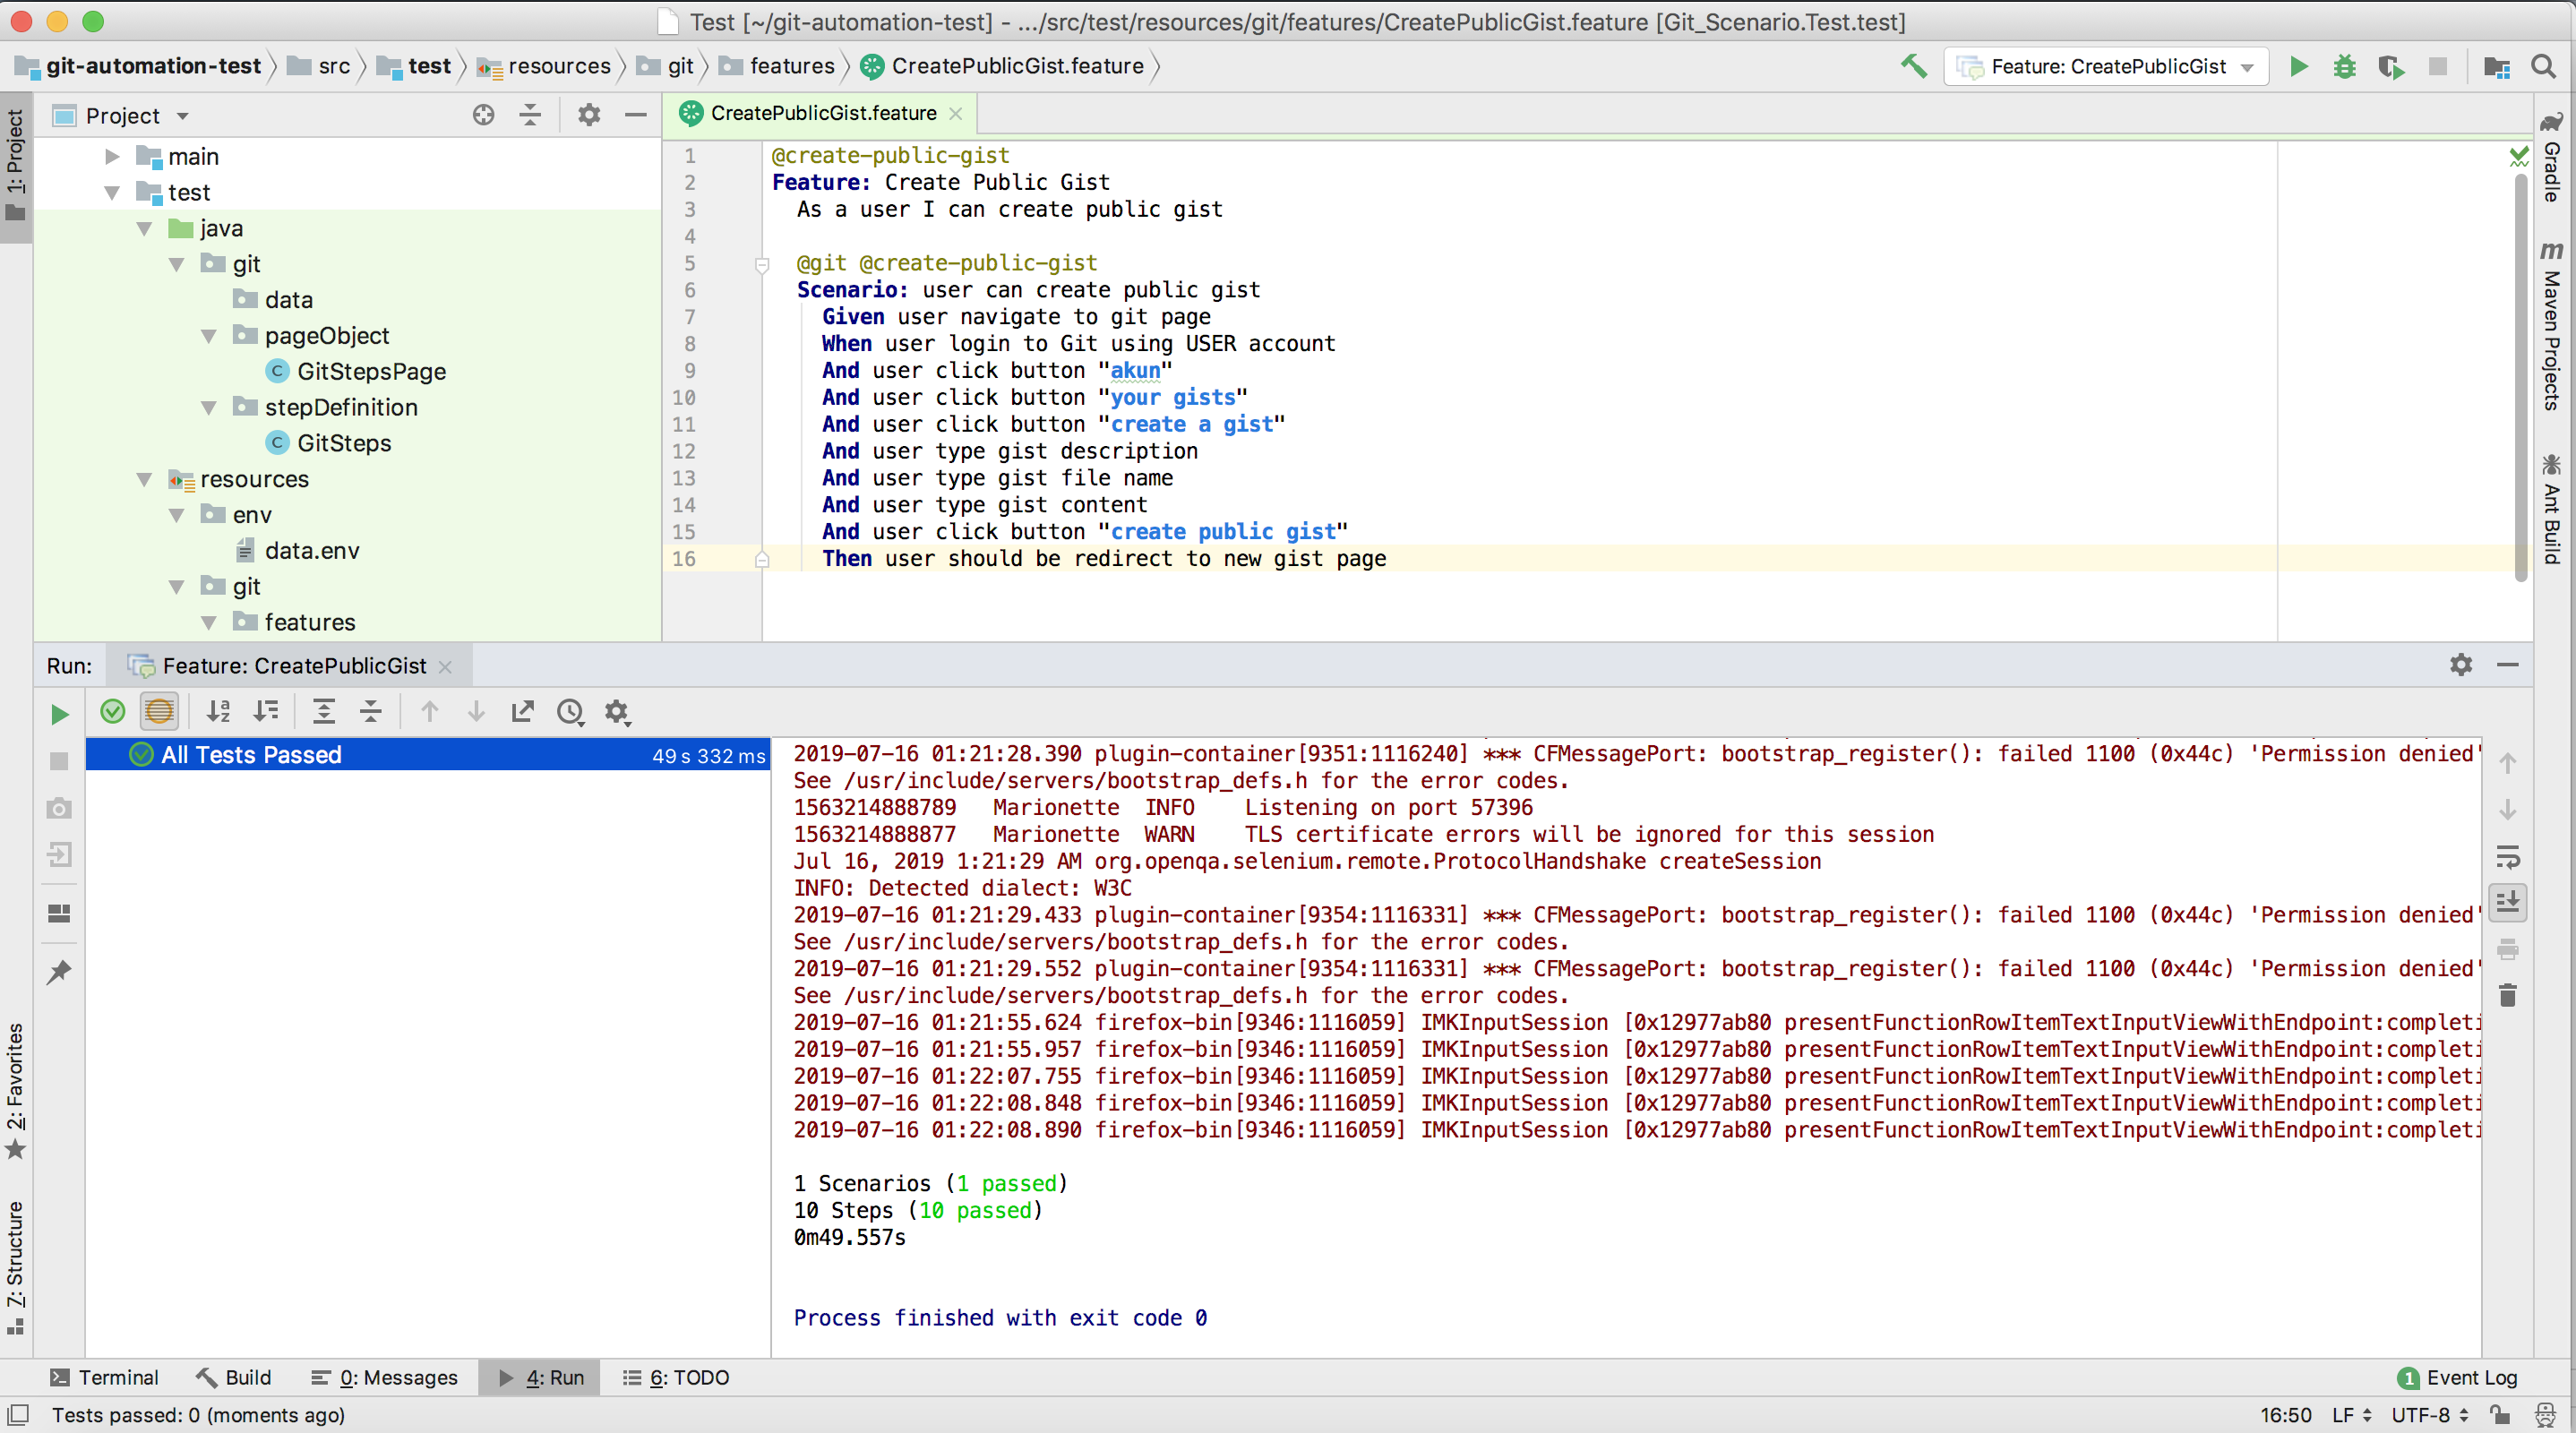 Test [~/git-automation-test] - .../src/test/resources/git/features/CreatePublicGist.feature [Git_Scenario.Test.test]
git-automation-test src test resources git features CreatePublicGist.feature
Feature: CreatePublicGist
1: Project
Project
main
test
java
git
data
pageObject
GitStepsPage
stepDefinition
GitSteps
resources
env
data.env
git
features
CreatePublicGist.feature
1 @create-public-gist
2 Feature: Create Public Gist
3 As a user I can create public gist
4
5 @git @create-public-gist
6 Scenario: user can create public gist
7 Given user navigate to git page
8 When user login to Git using USER account
9 And user click button "akun"
10 And user click button "your gists"
11 And user click button "create a gist"
12 And user type gist description
13 And user type gist file name
14 And user type gist content
15 And user click button "create public gist"
16 Then user should be redirect to new gist page
Gradle
Maven Projects
Ant Build
Run: Feature: CreatePublicGist
All Tests Passed 49 s 332 ms
2019-07-16 01:21:28.390 plugin-container[9351:1116240] *** CFMessagePort: bootstrap_register(): failed 1100 (0x44c) 'Permission denied'
See /usr/include/servers/bootstrap_defs.h for the error codes.
1563214888789 Marionette INFO Listening on port 57396
1563214888877 Marionette WARN TLS certificate errors will be ignored for this session
Jul 16, 2019 1:21:29 AM org.openqa.selenium.remote.ProtocolHandshake createSession
INFO: Detected dialect: W3C
2019-07-16 01:21:29.433 plugin-container[9354:1116331] *** CFMessagePort: bootstrap_register(): failed 1100 (0x44c) 'Permission denied'
See /usr/include/servers/bootstrap_defs.h for the error codes.
2019-07-16 01:21:29.552 plugin-container[9354:1116331] *** CFMessagePort: bootstrap_register(): failed 1100 (0x44c) 'Permission denied'
See /usr/include/servers/bootstrap_defs.h for the error codes.
2019-07-16 01:21:55.624 firefox-bin[9346:1116059] IMKInputSession [0x12977ab80 presentFunctionRowItemTextInputViewWithEndpoint:completi
2019-07-16 01:21:55.957 firefox-bin[9346:1116059] IMKInputSession [0x12977ab80 presentFunctionRowItemTextInputViewWithEndpoint:completi
2019-07-16 01:22:07.755 firefox-bin[9346:1116059] IMKInputSession [0x12977ab80 presentFunctionRowItemTextInputViewWithEndpoint:completi
2019-07-16 01:22:08.848 firefox-bin[9346:1116059] IMKInputSession [0x12977ab80 presentFunctionRowItemTextInputViewWithEndpoint:completi
2019-07-16 01:22:08.890 firefox-bin[9346:1116059] IMKInputSession [0x12977ab80 presentFunctionRowItemTextInputViewWithEndpoint:completi
1 Scenarios (1 passed)
10 Steps (10 passed)
0m49.557s
Process finished with exit code 0
2: Favorites
Z: Structure
Terminal Build 0: Messages 4: Run 6: TODO 1 Event Log
Tests passed: 0 (moments ago) 16:50 LF UTF-8